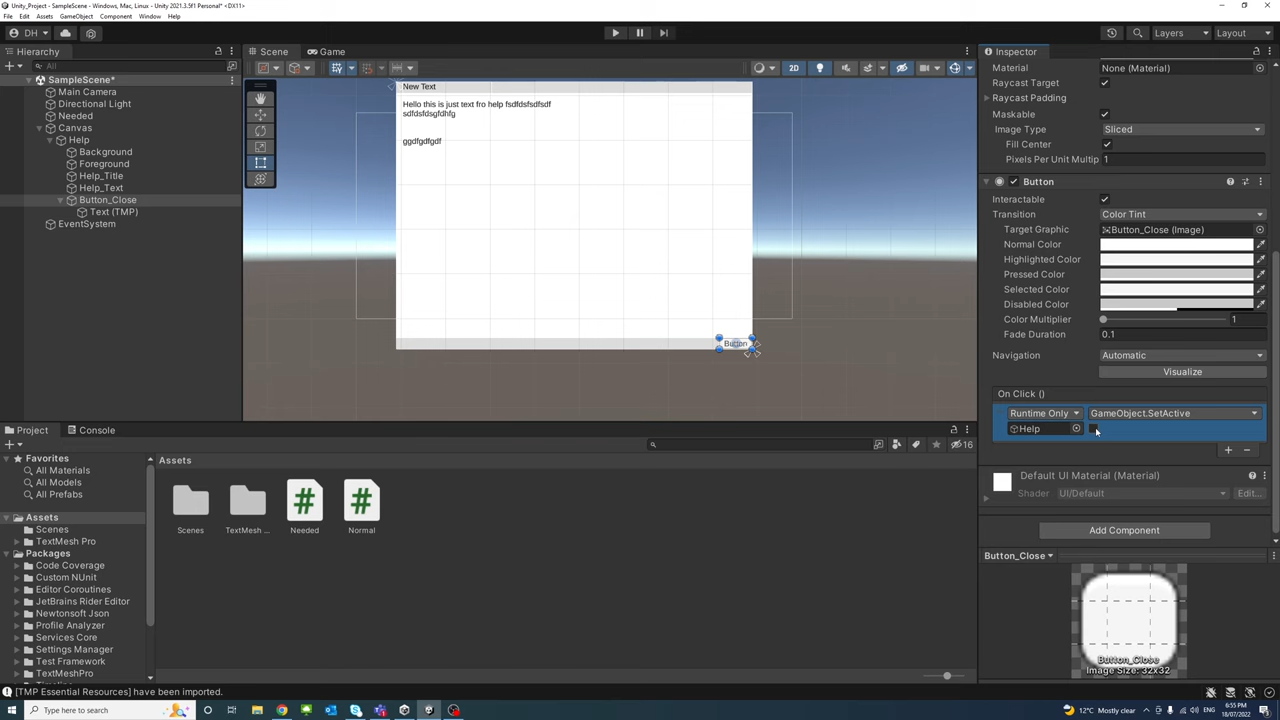 Unity_Project - SampleScene - Windows, Mac, Linux - Unity 2021.3.5f1 Personal* <DX11>
File Edit Assets GameObject Component Window Help
DH Layers Layout
Hierarchy
All
SampleScene*
Main Camera
Directional Light
Needed
Canvas
Help
Background
Foreground
Help_Title
Help_Text
Button_Close
Text (TMP)
EventSystem
Scene Game
2D
New Text
Hello this is just text fro help fsdfdsfsdfsdf
sdfdsfdsgfdhfg
ggdfgdfgdf
Button
Inspector
Material None (Material)
Raycast Target
Raycast Padding
Maskable
Image Type Sliced
Fill Center
Pixels Per Unit Multip 1
Button
Interactable
Transition Color Tint
Target Graphic Button_Close (Image)
Normal Color
Highlighted Color
Pressed Color
Selected Color
Disabled Color
Color Multiplier 1
Fade Duration 0.1
Navigation Automatic
Visualize
On Click ()
Runtime Only GameObject.SetActive
Help
Default UI Material (Material)
Shader UI/Default Edit...
Add Component
Button_Close
Button_Close
Image Size: 32x32
Project Console
16
Favorites
All Materials
All Models
All Prefabs
Assets
Scenes
TextMesh Pro
Packages
Code Coverage
Custom NUnit
Editor Coroutines
JetBrains Rider Editor
Newtonsoft Json
Profile Analyzer
Services Core
Settings Manager
Test Framework
TextMeshPro
Assets
Scenes TextMesh ... Needed Normal
[TMP Essential Resources] have been imported.
Type here to search
12°C Mostly clear ENG 6:55 PM 18/07/2022